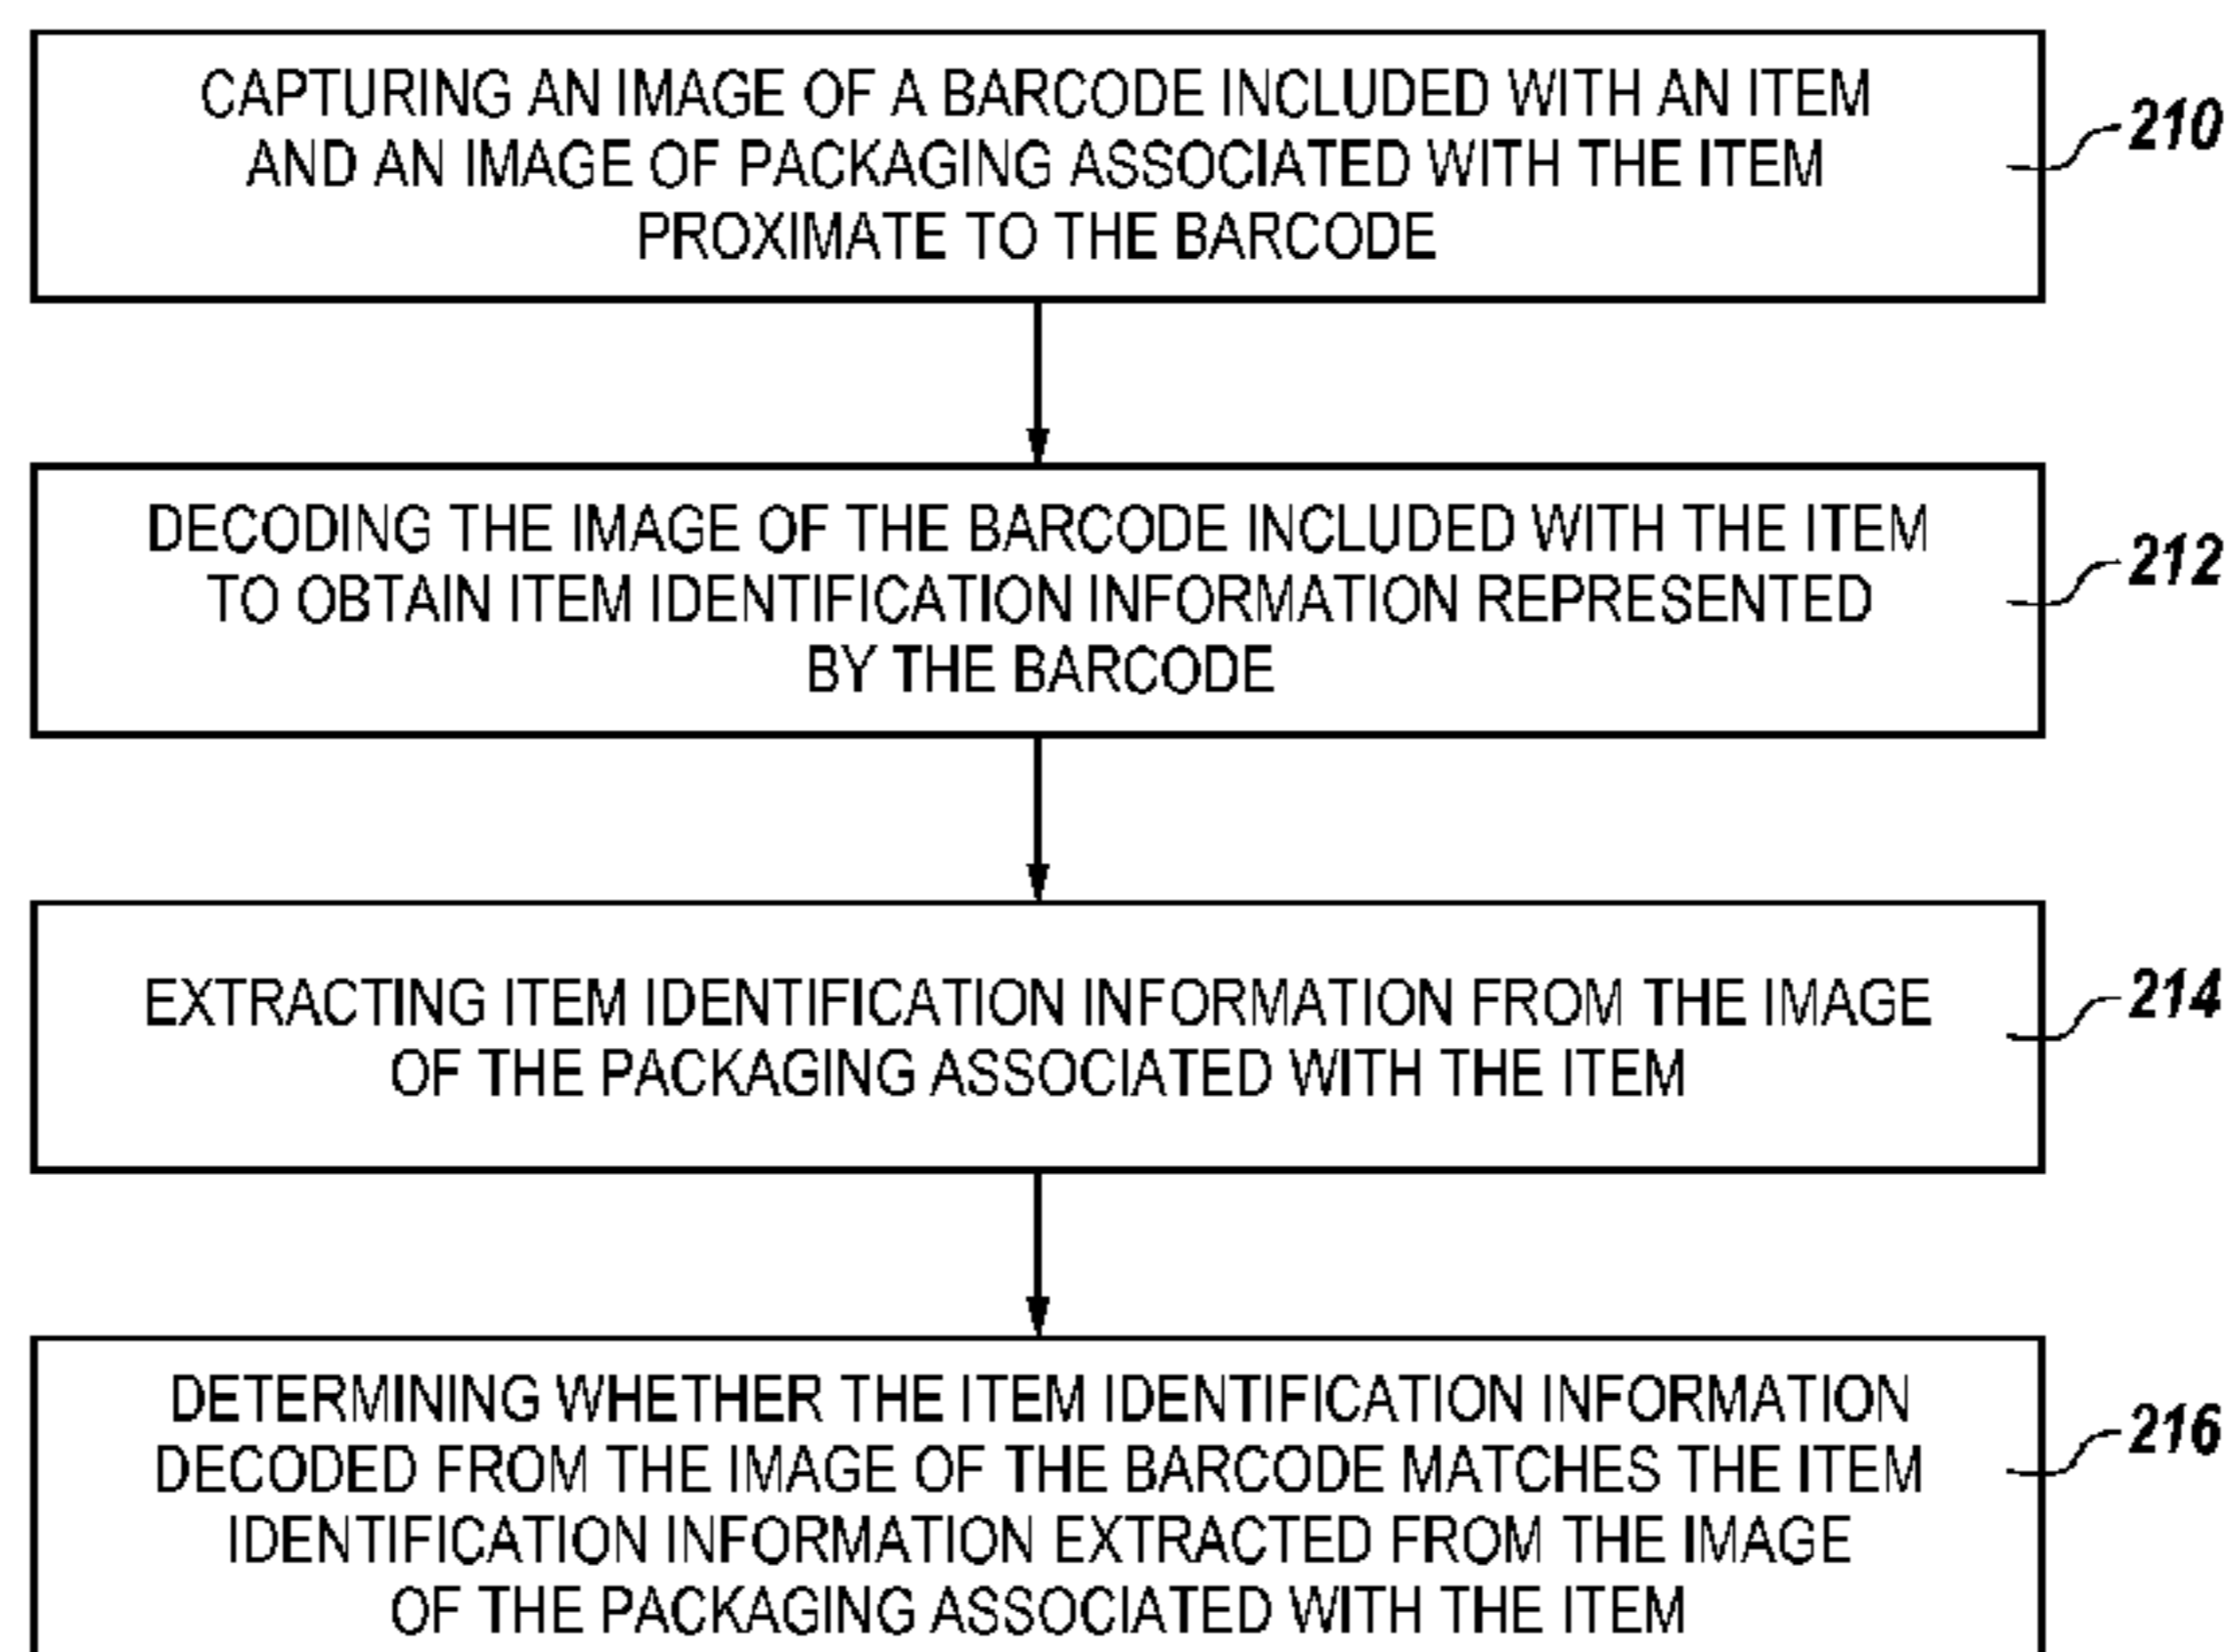 CAPTURING AN IMAGE OF A BARCODE INCLUDED WITH AN ITEM
AND AN IMAGE OF PACKAGING ASSOCIATED WITH THE ITEM
PROXIMATE TO THE BARCODE
210
DECODING THE IMAGE OF THE BARCODE INCLUDED WITH THE ITEM
TO OBTAIN ITEM IDENTIFICATION INFORMATION REPRESENTED
BY THE BARCODE
212
EXTRACTING ITEM IDENTIFICATION INFORMATION FROM THE IMAGE
OF THE PACKAGING ASSOCIATED WITH THE ITEM
214
DETERMINING WHETHER THE ITEM IDENTIFICATION INFORMATION
DECODED FROM THE IMAGE OF THE BARCODE MATCHES THE ITEM
IDENTIFICATION INFORMATION EXTRACTED FROM THE IMAGE
OF THE PACKAGING ASSOCIATED WITH THE ITEM
216